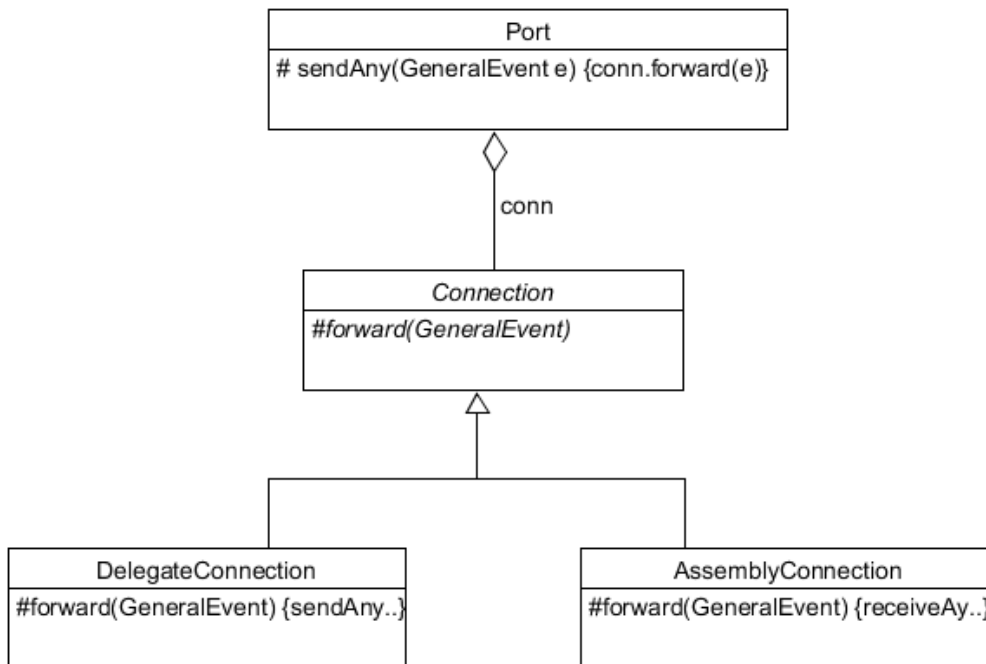 Port
# sendAny(GeneralEvent e) {conn.forward(e)}
conn
Connection
#forward(GeneralEvent)
DelegateConnection
#forward(GeneralEvent) {sendAny..}
AssemblyConnection
#forward(GeneralEvent) {receiveAy..}